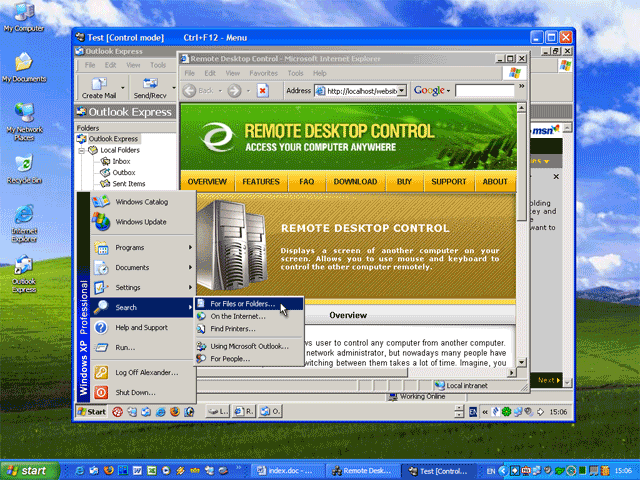 My Computer
My Documents
My Network
Places
Recycle Bin
Internet
Explorer
Outlook
Express
Test [Control mode] Ctrl+F12 - Menu
Outlook Express
File Edit View Tools
Create Mail Send/Recv
Outlook Express
Folders
Outlook Express
Local Folders
Inbox
Outbox
Sent Items
Remote Desktop Control - Microsoft Internet Explorer
File Edit View Favorites Tools Help
Back Address http://localhost/website Google
REMOTE DESKTOP CONTROL
ACCESS YOUR COMPUTER ANYWHERE
OVERVIEW FEATURES FAQ DOWNLOAD BUY SUPPORT ABOUT
REMOTE DESKTOP CONTROL
Displays a screen of another computer on your
screen. Allows you to use mouse and keyboard to
control the other computer remotely.
Overview
ws user to control any computer from another computer.
network administrator, but nowadays many people have
witching between them takes a lot of time. Imagine, you
Local intranet
msn
Next
Working Online
Windows XP Professional
Windows Catalog
Windows Update
Programs
Documents
Settings
Search
Help and Support
Run...
Log Off Alexander...
Shut Down...
For Files or Folders...
On the Internet...
Find Printers...
Using Microsoft Outlook...
For People...
Start L... R... O... EN 15:06
start index.doc - ... Remote Desk... Test [Control... EN 15:06